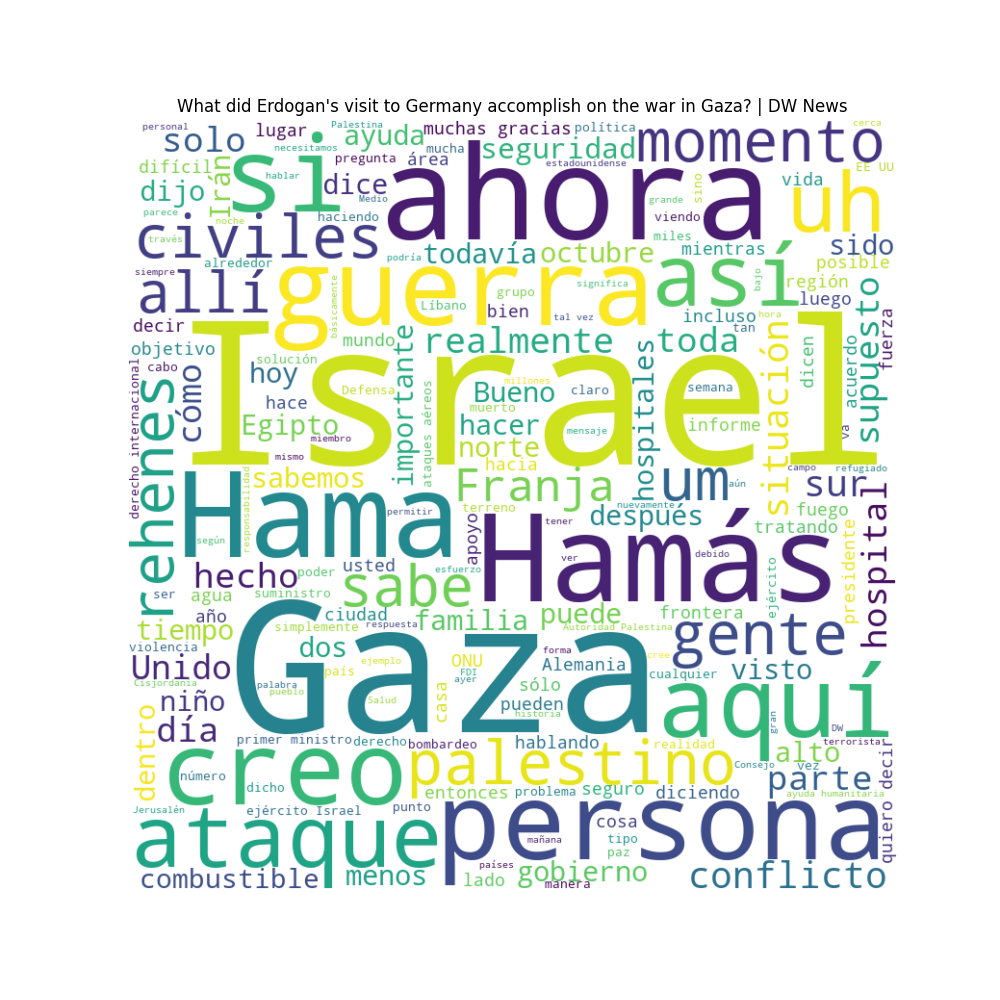 What did Erdogan's visit to Germany accomplish on the war in Gaza? | DW News
personal
solo
lugar
Palestina
ayuda
muchas gracias
política
cerca
necesitamos
mucha
seguridad
momento
difícil
Irán
si
pregunta
área
ahora
estadounidense
EE UU
dijo
hablar
dice
Medio
sino
vida
uh
parece
noche
haciendo
grande
viendo
civiles
través
todavía
octubre
miles
mientras
sido
siempre
alrededor
podría
guerra
así
bajo
posible
allí
básicamente
Líbano
grupo
significa
región
luego
decir
bien
tal vez
incluso
hora
tan
supuesto
fuerza
objetivo
mundo
importante
realmente
toda
situación
dicen
acuerdo
cabo
solución
hoy
cómo
Israel
derecho internacional
rehenes
hace
Defensa
ataques aéreos
millones
Bueno
claro
hospitales
semana
muerto
Egipto
miembro
hacer
mensaje
informe
va
mismo
norte
sabemos
hacia
um
aún
campo
refugiado
responsabilidad
Hama
Franja
sur
permitir
terreno
nuevamente
después
fuego
hospital
según
apoyo
tener
Hamás
tratando
presidente
hecho
poder
usted
sabe
esfuerzo
ver
debido
ejército
ser
agua
suministro
año
ciudad
familia
puede
frontera
tiempo
simplemente
respuesta
Autoridad Palestina
gente
violencia
dos
Gaza
forma
cree
Unido
palabra
país
ejemplo
ONU
FDI
ayer
Alemania
cualquier
visto
Cisjordania
niño
pueblo
Salud
casa
sólo
pueden
historia
aquí
gran
DW
día
dentro
primer ministro
derecho
bombardeo
hablando
realidad
terrorista
número
creo
palestino
Consejo
alto
vez
parte
quiero decir
dicho
entonces
problema
seguro
diciendo
ayuda humanitaria
Jerusalén
ejército Israel
punto
persona
cosa
ataque
mañana
tipo
paz
combustible
menos
lado
países
gobierno
manera
conflicto